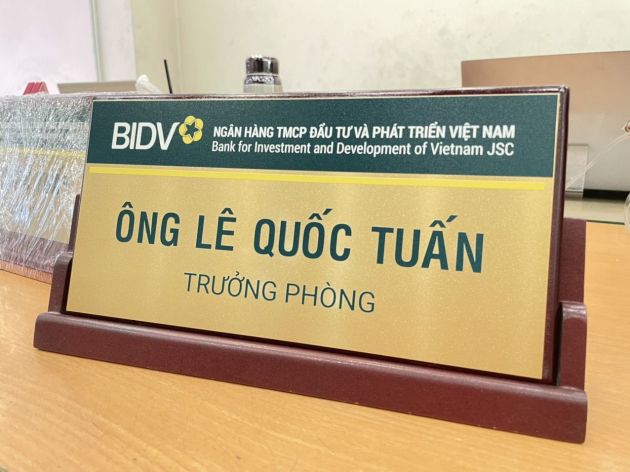 BIDV
NGÂN HÀNG TMCP ĐẦU TƯ VÀ PHÁT TRIỂN VIỆT NAM
Bank for Investment and Development of Vietnam JSC
ÔNG LÊ QUỐC TUẤN
TRƯỞNG PHÒNG